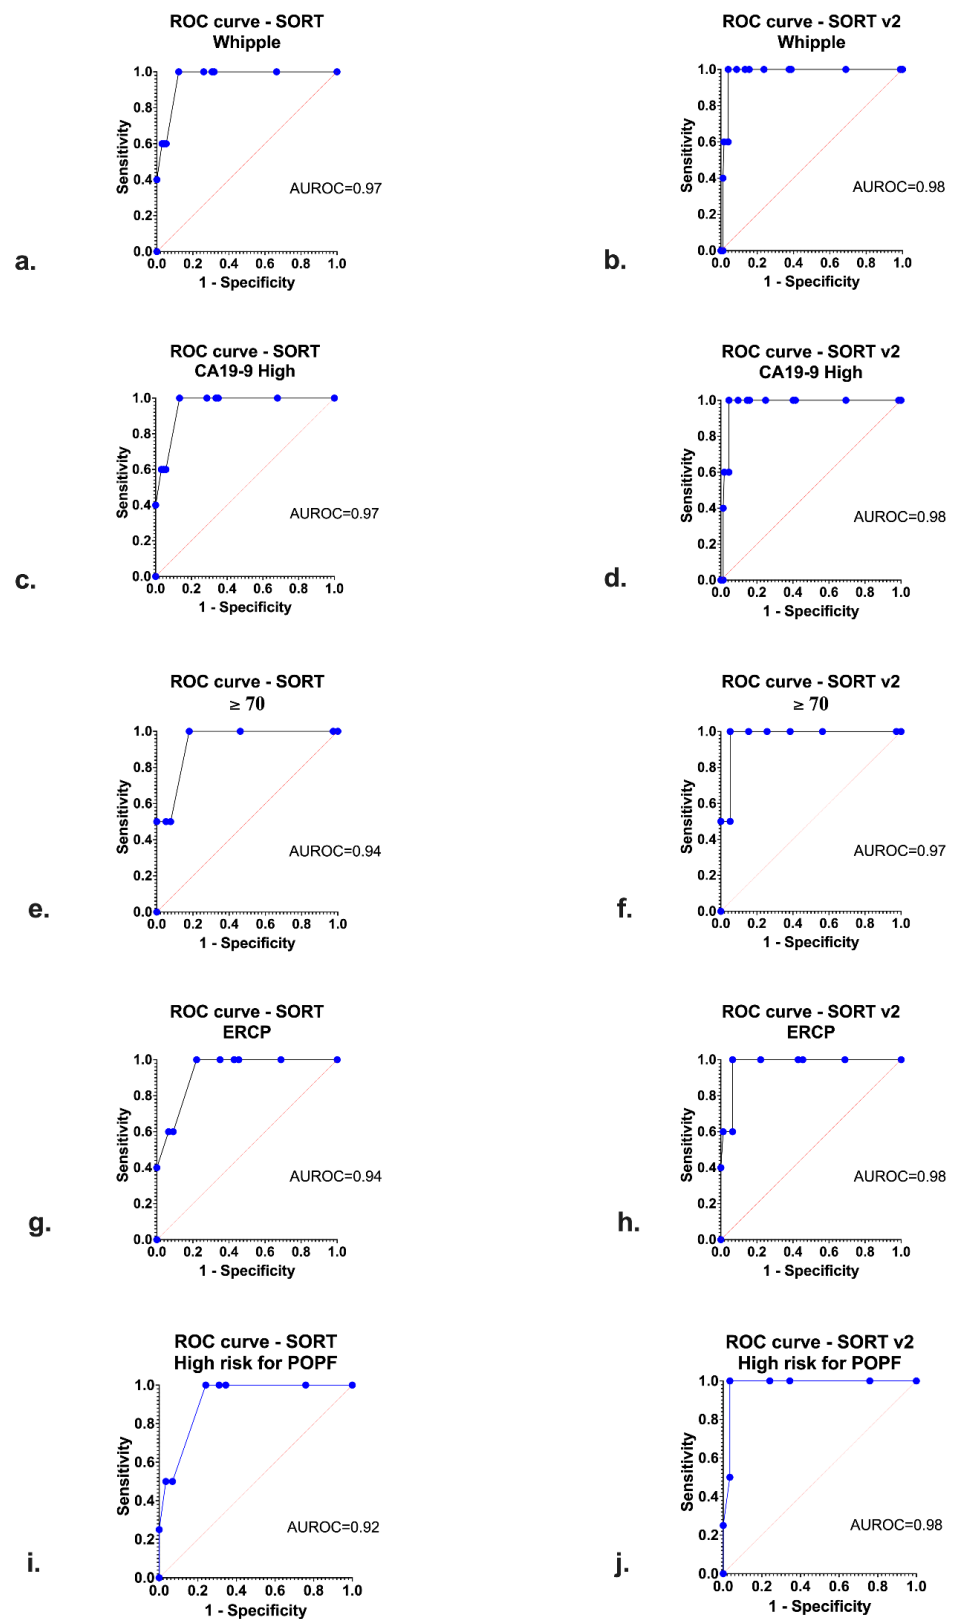 ROC curve - SORT
Whipple
1.0
0.8
0.6
0.4
0.2
0.0
Sensitivity
AUROC=0.97
0.0 0.2 0.4 0.6 0.8 1.0
1 - Specificity
a.
ROC curve - SORT v2
Whipple
1.0
0.8
0.6
0.4
0.2
0.0
Sensitivity
AUROC=0.98
0.0 0.2 0.4 0.6 0.8 1.0
1 - Specificity
b.
ROC curve - SORT
CA19-9 High
1.0
0.8
0.6
0.4
0.2
0.0
Sensitivity
AUROC=0.97
0.0 0.2 0.4 0.6 0.8 1.0
1 - Specificity
c.
ROC curve - SORT v2
CA19-9 High
1.0
0.8
0.6
0.4
0.2
0.0
Sensitivity
AUROC=0.98
0.0 0.2 0.4 0.6 0.8 1.0
1 - Specificity
d.
ROC curve - SORT
≥ 70
1.0
0.8
0.6
0.4
0.2
0.0
Sensitivity
AUROC=0.94
0.0 0.2 0.4 0.6 0.8 1.0
1 - Specificity
e.
ROC curve - SORT v2
≥ 70
1.0
0.8
0.6
0.4
0.2
0.0
Sensitivity
AUROC=0.97
0.0 0.2 0.4 0.6 0.8 1.0
1 - Specificity
f.
ROC curve - SORT
ERCP
1.0
0.8
0.6
0.4
0.2
0.0
Sensitivity
AUROC=0.94
0.0 0.2 0.4 0.6 0.8 1.0
1 - Specificity
g.
ROC curve - SORT v2
ERCP
1.0
0.8
0.6
0.4
0.2
0.0
Sensitivity
AUROC=0.98
0.0 0.2 0.4 0.6 0.8 1.0
1 - Specificity
h.
ROC curve - SORT
High risk for POPF
1.0
0.8
0.6
0.4
0.2
0.0
Sensitivity
AUROC=0.92
0.0 0.2 0.4 0.6 0.8 1.0
1 - Specificity
i.
ROC curve - SORT v2
High risk for POPF
1.0
0.8
0.6
0.4
0.2
0.0
Sensitivity
AUROC=0.98
0.0 0.2 0.4 0.6 0.8 1.0
1 - Specificity
j.